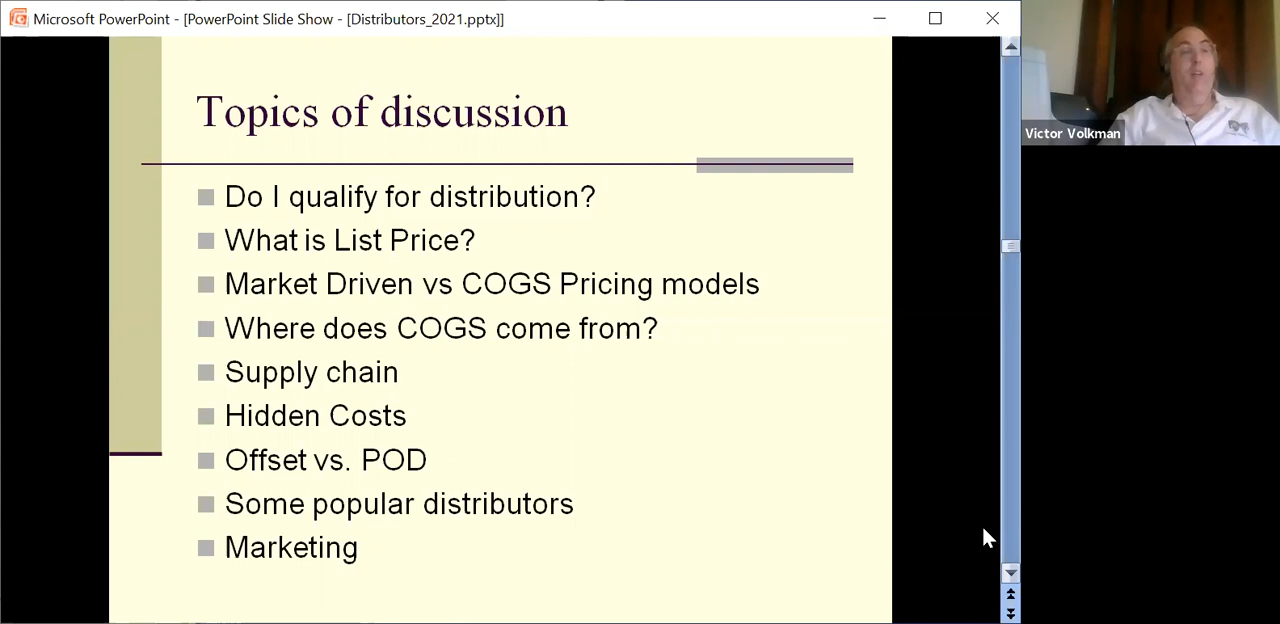 Microsoft PowerPoint - [PowerPoint Slide Show - [Distributors_2021.pptx]]
Topics of discussion
Do I qualify for distribution?
What is List Price?
Market Driven vs COGS Pricing models
Where does COGS come from?
Supply chain
Hidden Costs
Offset vs. POD
Some popular distributors
Marketing
Victor Volkman